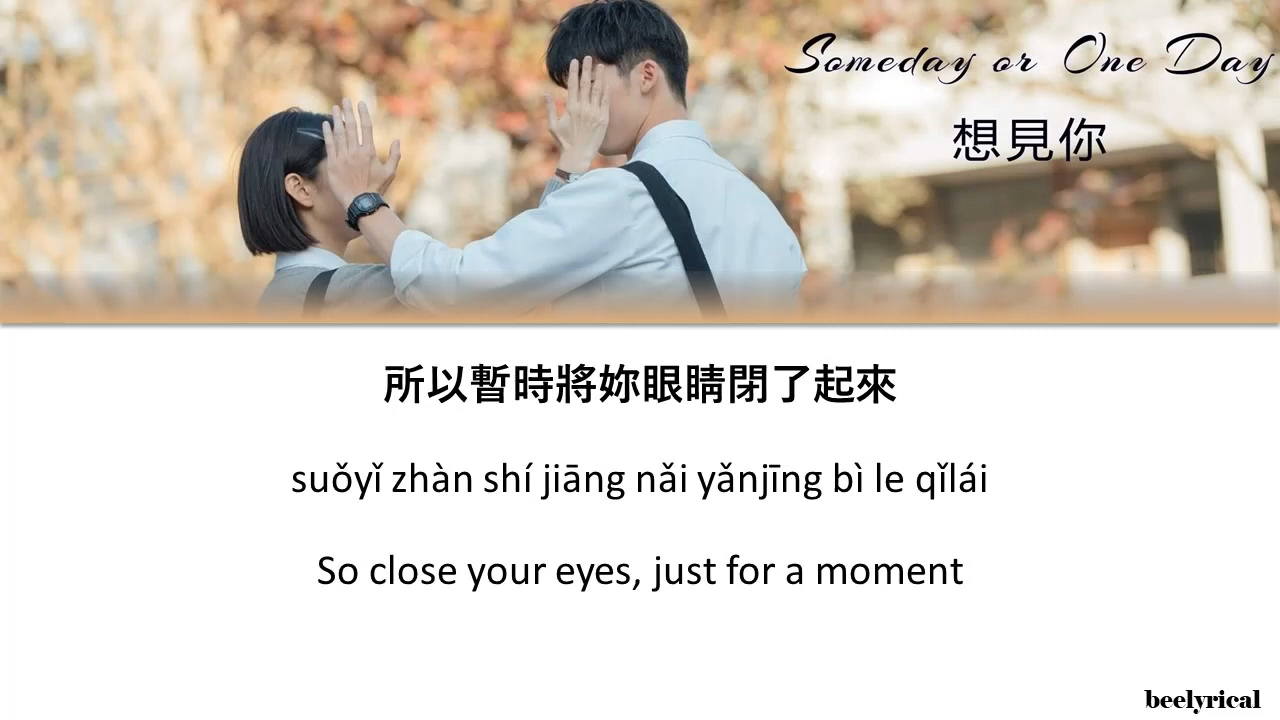 Someday or One Day
想見你
所以暫時將妳眼睛閉了起來
suǒyǐ zhàn shí jiāng nǎi yǎnjīng bì le qǐlái
So close your eyes, just for a moment
beelyrical